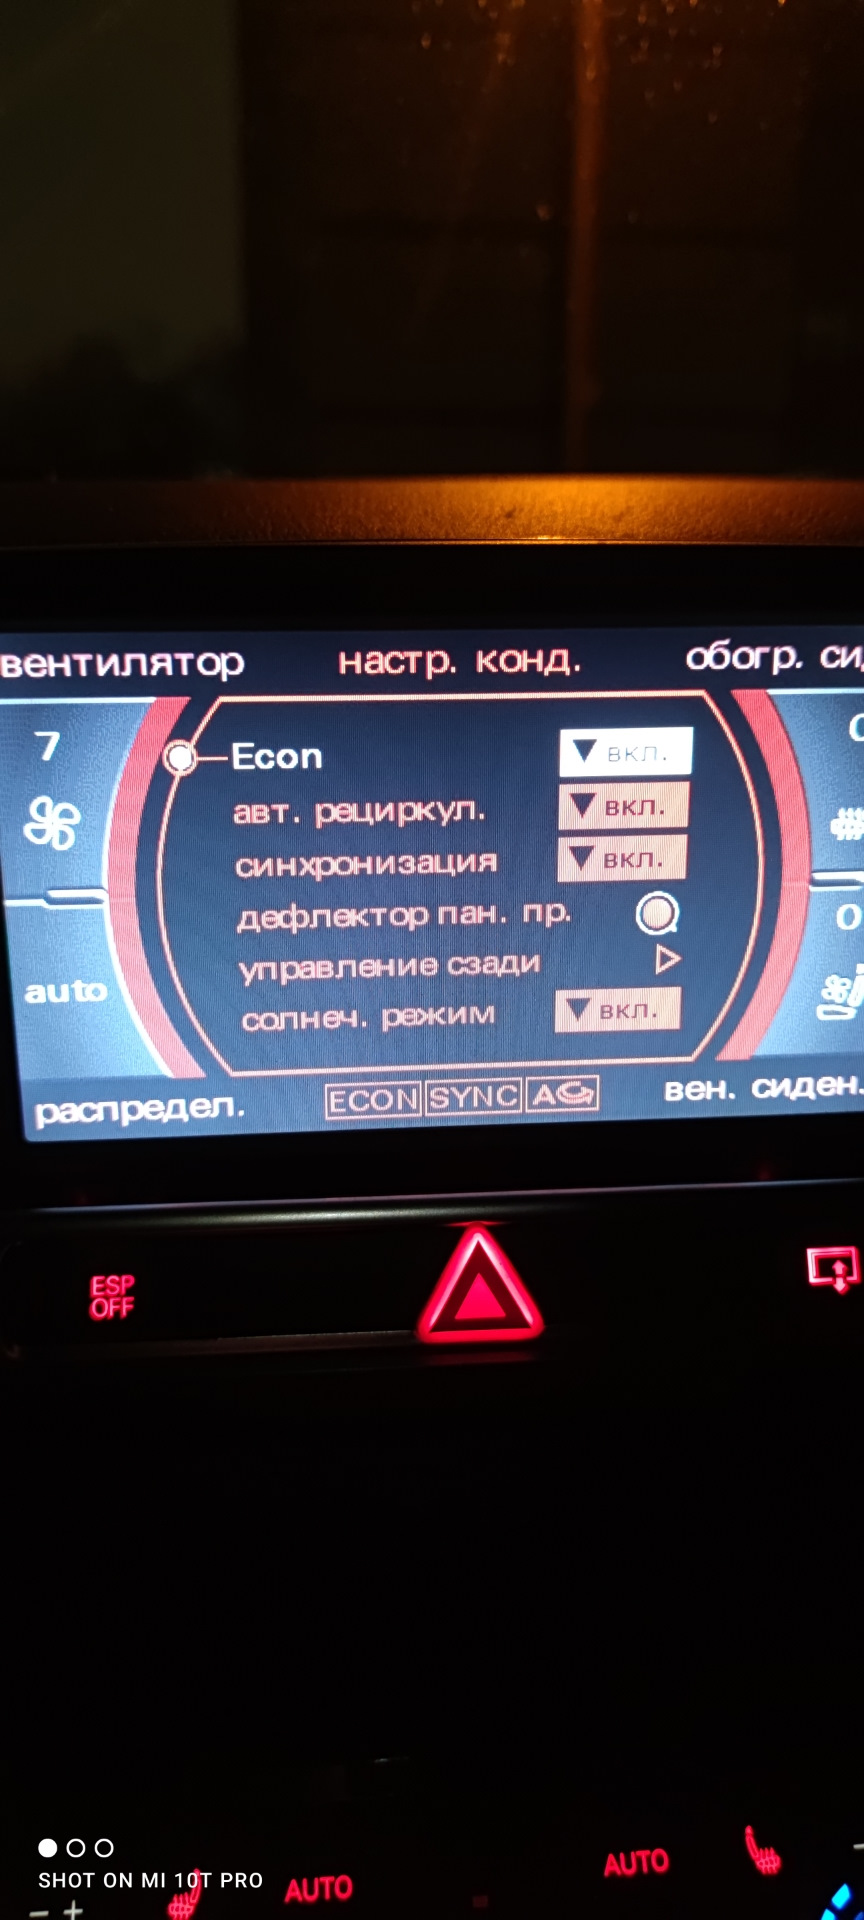 вентилятор
настр. конд.
обогр.
7
Econ
вкл.
авт. рециркул.
вкл.
синхронизация
вкл.
дефлектор пан. пр.
0
auto
управление сзади
солнеч. режим
вкл.
распредел.
ECON SYNC A
вен. сиден.
ESP
OFF
SHOT ON MI 10T PRO
AUTO
AUTO
- +